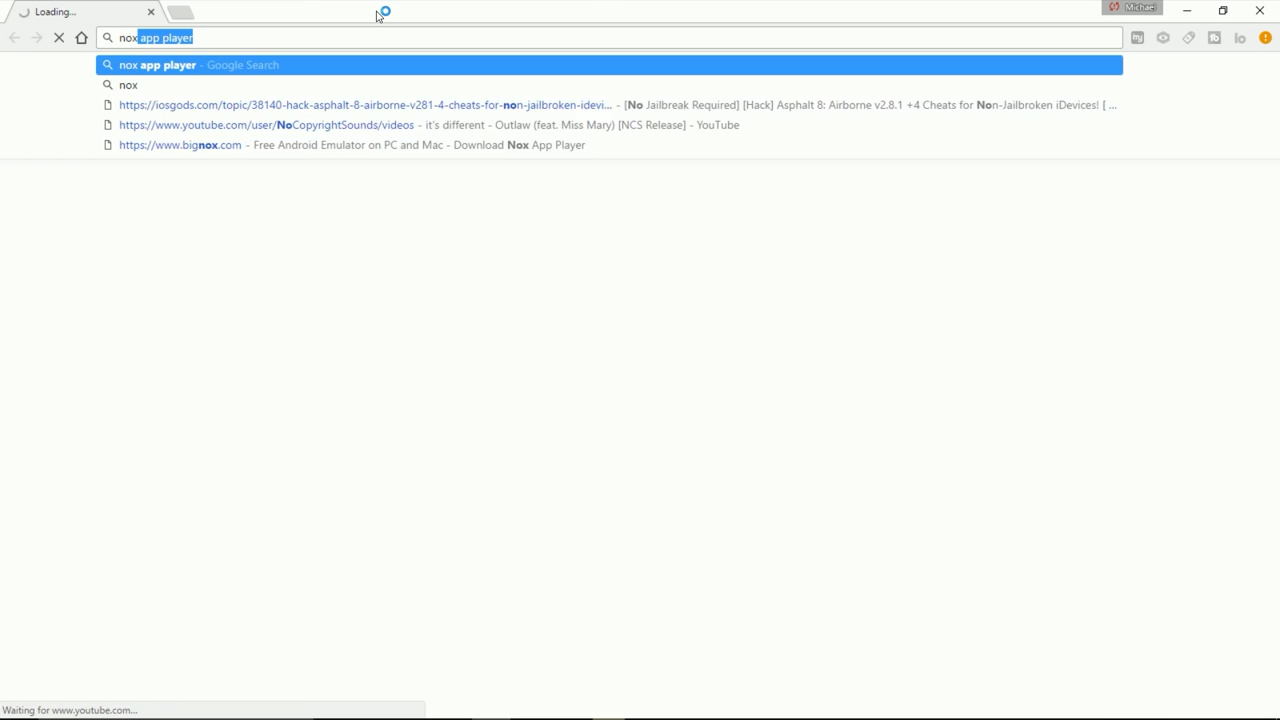 Loading...
Michael
nox app player
nox app player - Google Search
nox
https://iosgods.com/topic/38140-hack-asphalt-8-airborne-v281-4-cheats-for-non-jailbroken-idevi... - [No Jailbreak Required] [Hack] Asphalt 8: Airborne v2.8.1 +4 Cheats for Non-Jailbroken iDevices! [ ...
https://www.youtube.com/user/NoCopyrightSounds/videos - it's different - Outlaw (feat. Miss Mary) [NCS Release] - YouTube
https://www.bignox.com - Free Android Emulator on PC and Mac - Download Nox App Player
Waiting for www.youtube.com...